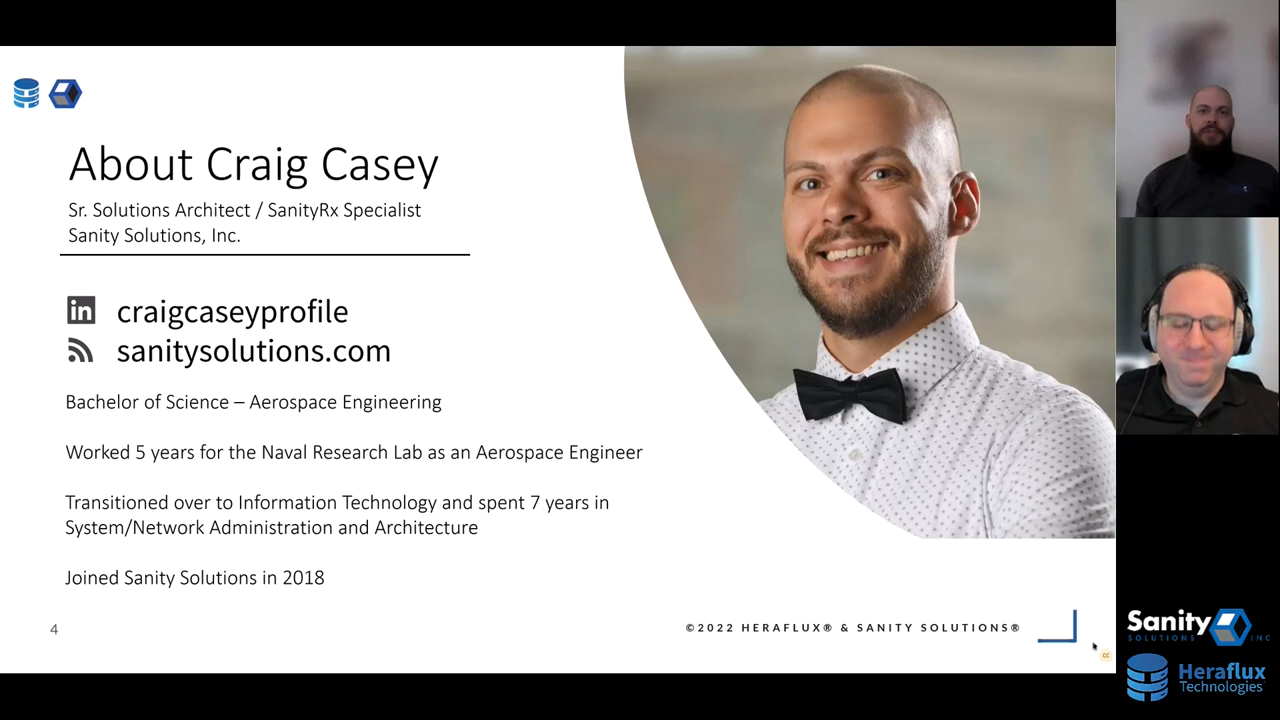 About Craig Casey
Sr. Solutions Architect / SanityRx Specialist
Sanity Solutions, Inc.
in craigcaseyprofile
sanitysolutions.com
Bachelor of Science – Aerospace Engineering
Worked 5 years for the Naval Research Lab as an Aerospace Engineer
Transitioned over to Information Technology and spent 7 years in
System/Network Administration and Architecture
Joined Sanity Solutions in 2018
4
©2022 HERAFLUX® & SANITY SOLUTIONS®
CC
Sanity
SOLUTIONS INC
Heraflux
Technologies